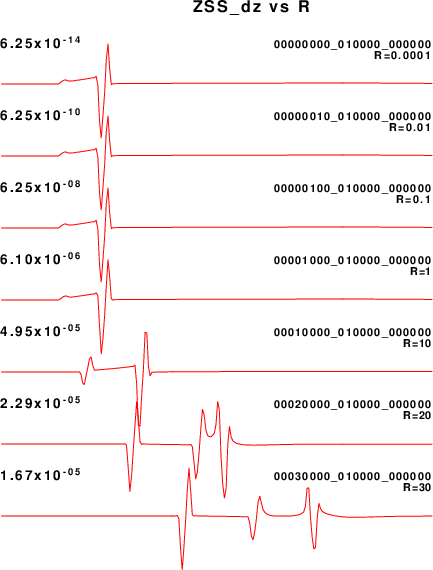 ZSS_dz vs R
6.25x10^-14 00000000_010000_000000
R=0.0001
6.25x10^-10 00000010_010000_000000
R=0.01
6.25x10^-08 00000100_010000_000000
R=0.1
6.10x10^-06 00001000_010000_000000
R=1
4.95x10^-05 00010000_010000_000000
R=10
2.29x10^-05 00020000_010000_000000
R=20
1.67x10^-05 00030000_010000_000000
R=30